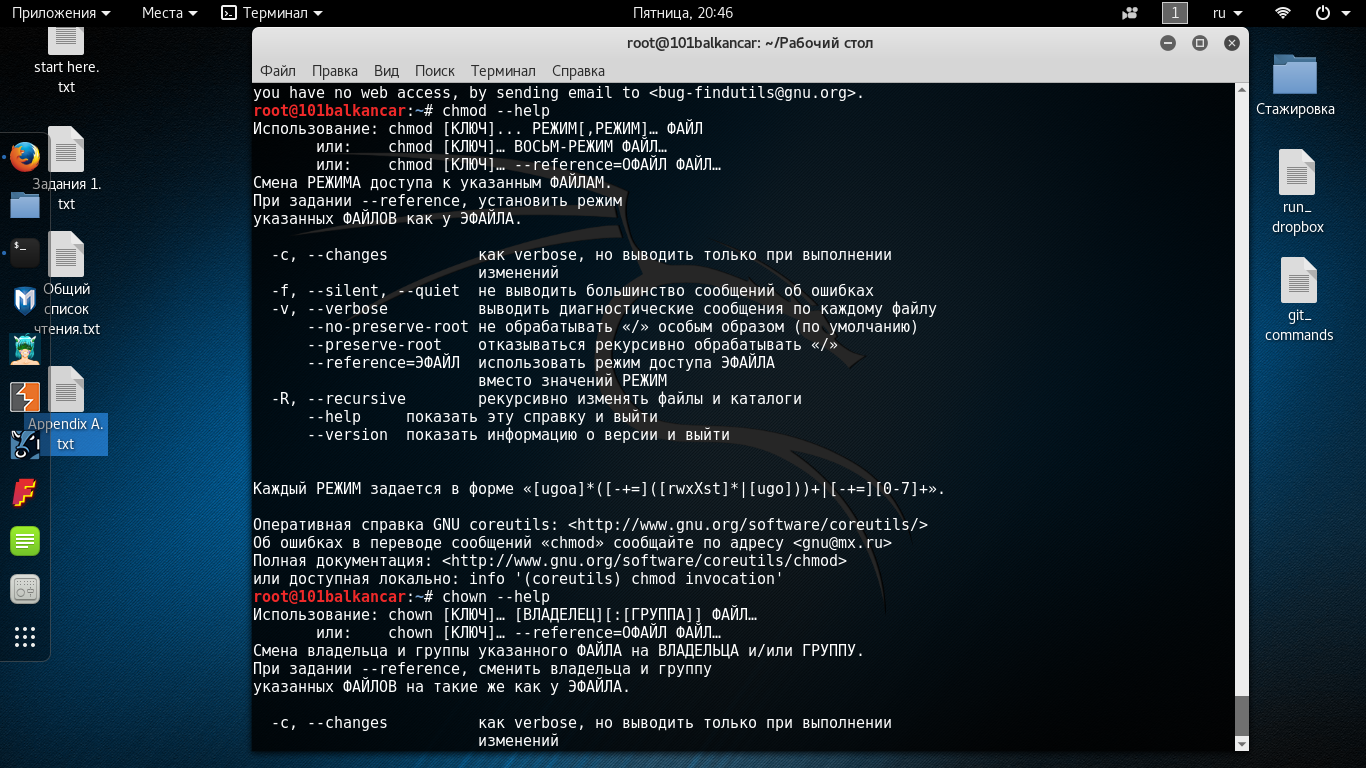 Приложения Места Терминал Пятница, 20:46 1 ru
start here.
txt
Задания 1.
txt
Общий
список
чтения.txt
Appendix A.
txt
root@101balkancar: ~/Рабочий стол
Файл Правка Вид Поиск Терминал Справка
you have no web access, by sending email to <bug-findutils@gnu.org>.
root@101balkancar:~# chmod --help
Использование: chmod [КЛЮЧ]... РЕЖИМ[,РЕЖИМ]… ФАЙЛ
или: chmod [КЛЮЧ]… ВОСЬМ-РЕЖИМ ФАЙЛ…
или: chmod [КЛЮЧ]… --reference=ОФАЙЛ ФАЙЛ…
Смена РЕЖИМА доступа к указанным ФАЙЛАМ.
При задании --reference, установить режим
указанных ФАЙЛОВ как у ЭФАЙЛА.
-c, --changes как verbose, но выводить только при выполнении
изменений
-f, --silent, --quiet не выводить большинство сообщений об ошибках
-v, --verbose выводить диагностические сообщения по каждому файлу
--no-preserve-root не обрабатывать «/» особым образом (по умолчанию)
--preserve-root отказываться рекурсивно обрабатывать «/»
--reference=ЭФАЙЛ использовать режим доступа ЭФАЙЛА
вместо значений РЕЖИМ
-R, --recursive рекурсивно изменять файлы и каталоги
--help показать эту справку и выйти
--version показать информацию о версии и выйти
Каждый РЕЖИМ задается в форме «[ugoa]*([-+=]([rwxXst]*|[ugo]))+|[-+=][0-7]+».
Оперативная справка GNU coreutils: <http://www.gnu.org/software/coreutils/>
Об ошибках в переводе сообщений «chmod» сообщайте по адресу <gnu@mx.ru>
Полная документация: <http://www.gnu.org/software/coreutils/chmod>
или доступная локально: info '(coreutils) chmod invocation'
root@101balkancar:~# chown --help
Использование: chown [КЛЮЧ]… [ВЛАДЕЛЕЦ][:[ГРУППА]] ФАЙЛ…
или: chown [КЛЮЧ]… --reference=ОФАЙЛ ФАЙЛ…
Смена владельца и группы указанного ФАЙЛА на ВЛАДЕЛЬЦА и/или ГРУППУ.
При задании --reference, сменить владельца и группу
указанных ФАЙЛОВ на такие же как у ЭФАЙЛА.
-c, --changes как verbose, но выводить только при выполнении
изменений
Стажировка
run_
dropbox
git_
commands